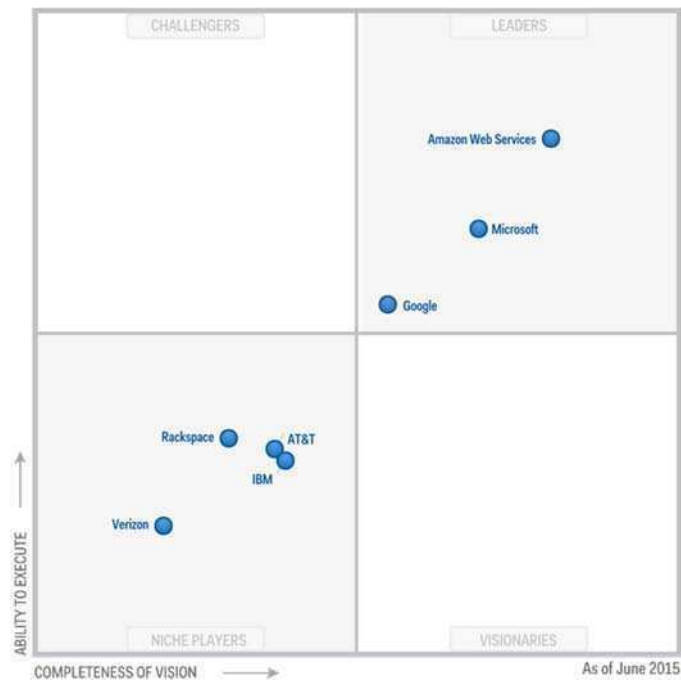 CHALLENGERS
LEADERS
Amazon Web Services
Microsoft
Google
Rackspace
AT&T
IBM
Verizon
NICHE PLAYERS
VISIONARIES
ABILITY TO EXECUTE
COMPLETENESS OF VISION
As of June 2015